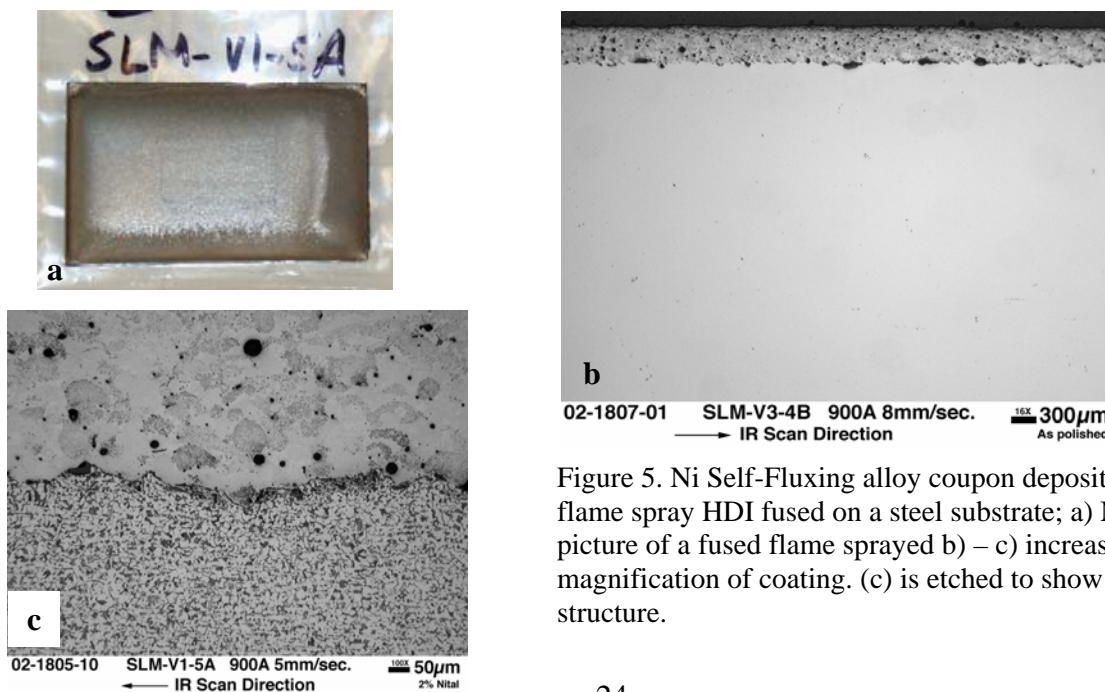 SLM-V1-5A
a
b
02-1807-01 SLM-V3-4B 900A 8mm/sec. 16X 300µm
→ IR Scan Direction As polished
c
02-1805-10 SLM-V1-5A 900A 5mm/sec. 100X 50µm
← IR Scan Direction 2% Nital
Figure 5. Ni Self-Fluxing alloy coupon
flame spray HDI fused on a steel substrate; a)
picture of a fused flame sprayed b) – c)
magnification of coating. (c) is etched to show
structure.
24